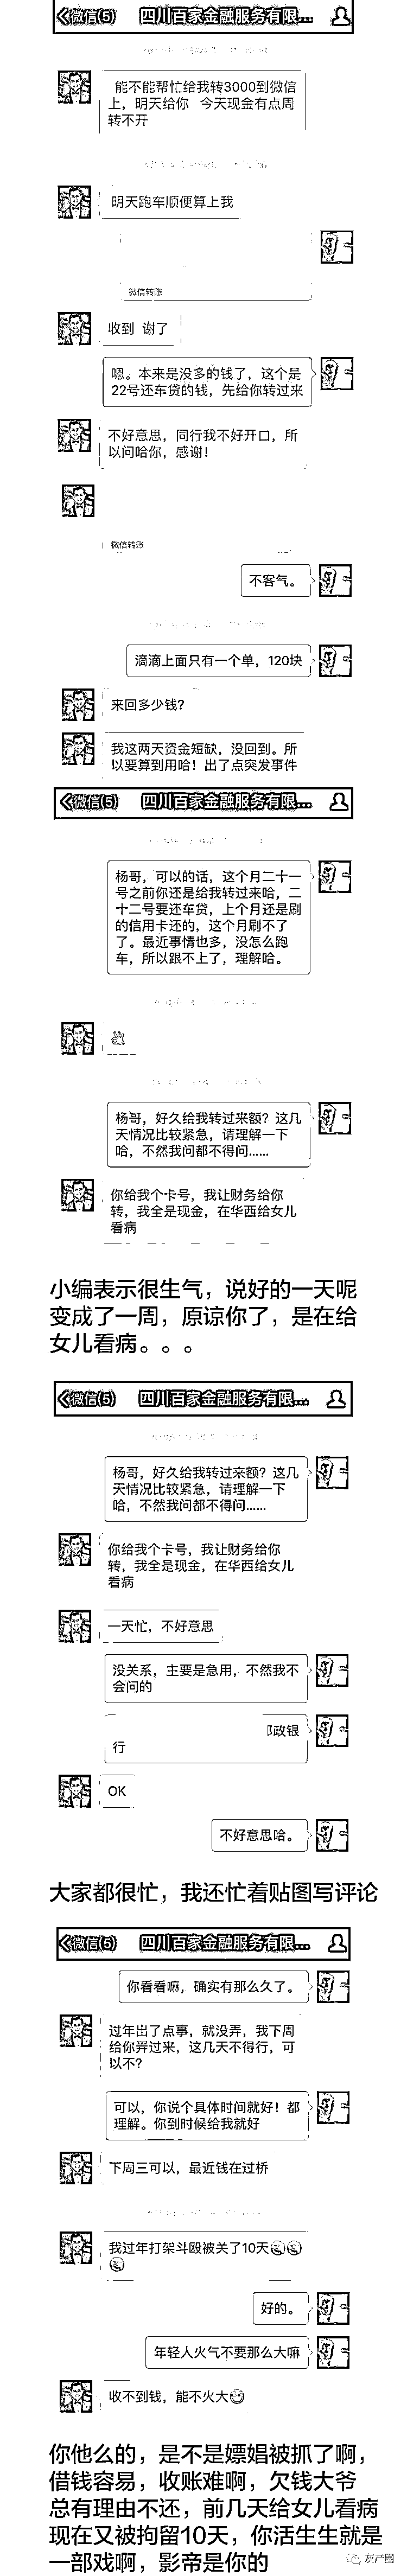 微信(5) 四川百家金融服务有限...
能不能帮忙给我转3000到微信
上，明天给你 今天现金有点周
转不开
明天跑车顺便算上我
微信转账
收到 谢了
嗯。本来是没多的钱了，这个是
22号还车贷的钱，先给你转过来
不好意思，同行我不好开口，所
以问哈你，感谢！
微信转账
不客气。
滴滴上面只有一个单，120块
来回多少钱？
我这两天资金短缺，没回到。所
以要算到用哈！出了点突发事件
微信(5) 四川百家金融服务有限...
杨哥，可以的话，这个月二十一
号之前你还是给我转过来哈，二
十二号要还车贷，上个月还是刷
的信用卡还的，这个月刷不了
了。最近事情也多，没怎么跑
车，所以跟不上了，理解哈。
杨哥，好久给我转过来额？这几
天情况比较紧急，请理解一下
哈，不然我问都不得问......
你给我个卡号，我让财务给你
转，我全是现金，在华西给女儿
看病
小编表示很生气，说好的一天呢
变成了一周，原谅你了，是在给
女儿看病。。。
微信(5) 四川百家金融服务有限...
杨哥，好久给我转过来额？这几
天情况比较紧急，请理解一下
哈，不然我问都不得问......
你给我个卡号，我让财务给你
转，我全是现金，在华西给女儿
看病
一天忙，不好意思
没关系，主要是急用，不然我不
会问的
政银
行
OK
不好意思哈。
大家都很忙，我还忙着贴图写评论
微信(5) 四川百家金融服务有限...
你看看嘛，确实有那么久了。
过年出了点事，就没弄，我下周
给你弄过来，这几天不得行，可
以不？
可以，你说个具体时间就好！都
理解。你到时候给我就好
下周三可以，最近钱在过桥
我过年打架斗殴被关了10天
好的。
年轻人火气不要那么大嘛
收不到钱，能不火大
你他么的，是不是嫖娼被抓了啊，
借钱容易，收账难啊，欠钱大爷
总有理由不还，前几天给女儿看病
现在又被拘留10天，你活生生就是
一部戏啊，影帝是你的
灰产圈